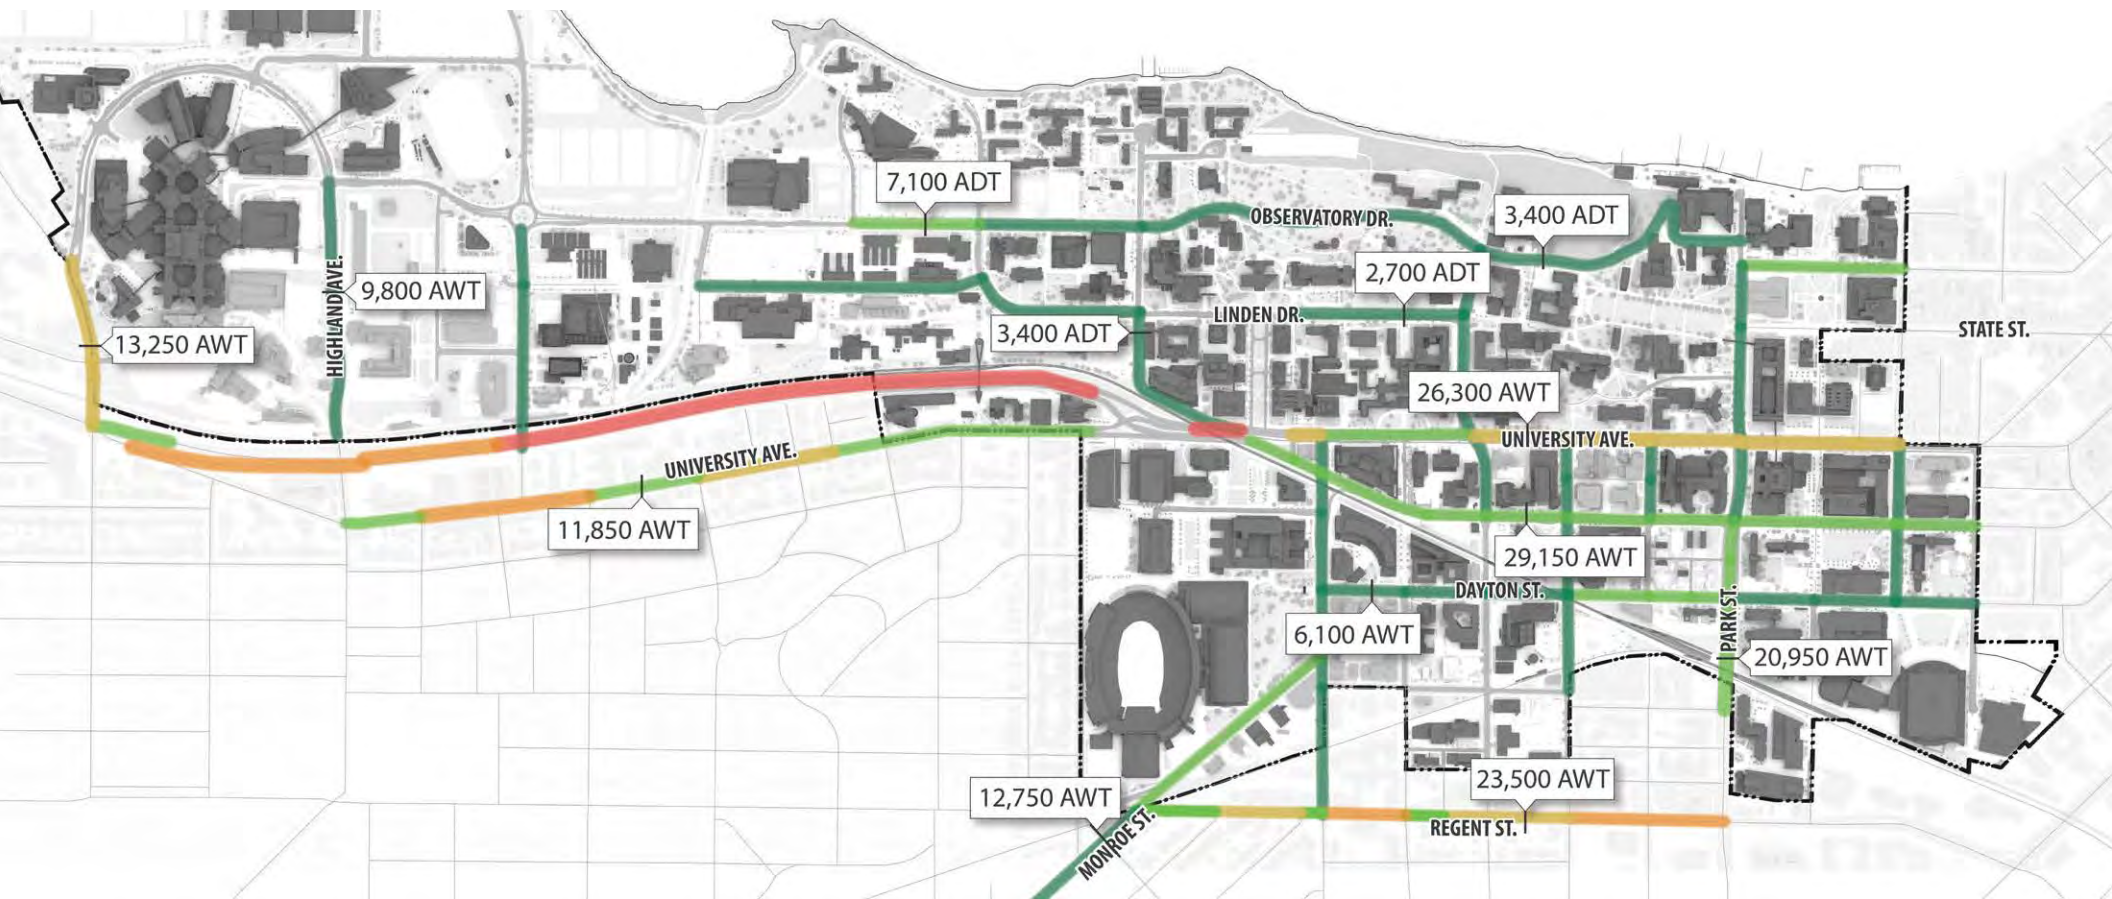 7,100 ADT
OBSERVATORY DR.
3,400 ADT
2,700 ADT
HIGHLAND AVE.
9,800 AWT
LINDEN DR.
3,400 ADT
STATE ST.
13,250 AWT
26,300 AWT
UNIVERSITY AVE.
UNIVERSITY AVE.
11,850 AWT
29,150 AWT
DAYTON ST.
PARK ST.
6,100 AWT
20,950 AWT
23,500 AWT
12,750 AWT
REGENT ST.
MONROE ST.